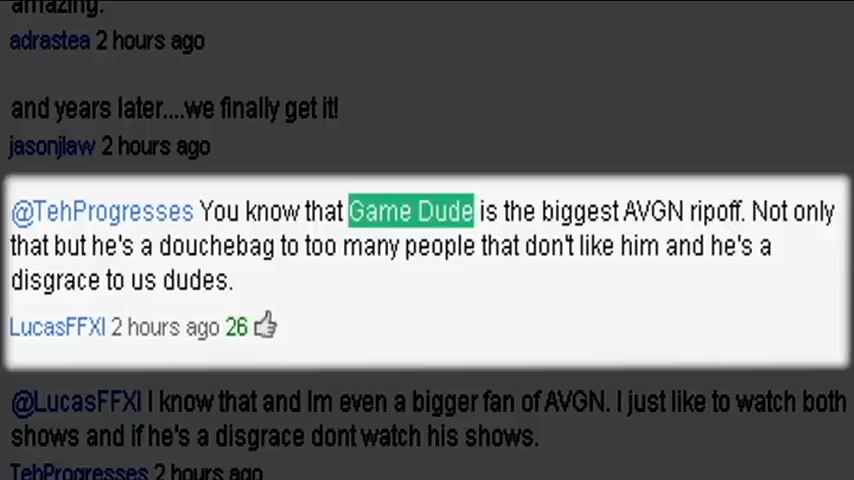 amazing.
adrastea 2 hours ago
and years later....we finally get it!
jasonjlaw 2 hours ago
@TehProgresses You know that Game Dude is the biggest AVGN ripoff. Not only
that but he's a douchebag to too many people that don't like him and he's a
disgrace to us dudes.
LucasFFXI 2 hours ago 26
@LucasFFXI I know that and Im even a bigger fan of AVGN. I just like to watch both
shows and if he's a disgrace dont watch his shows.
TehProgresses 2 hours ago